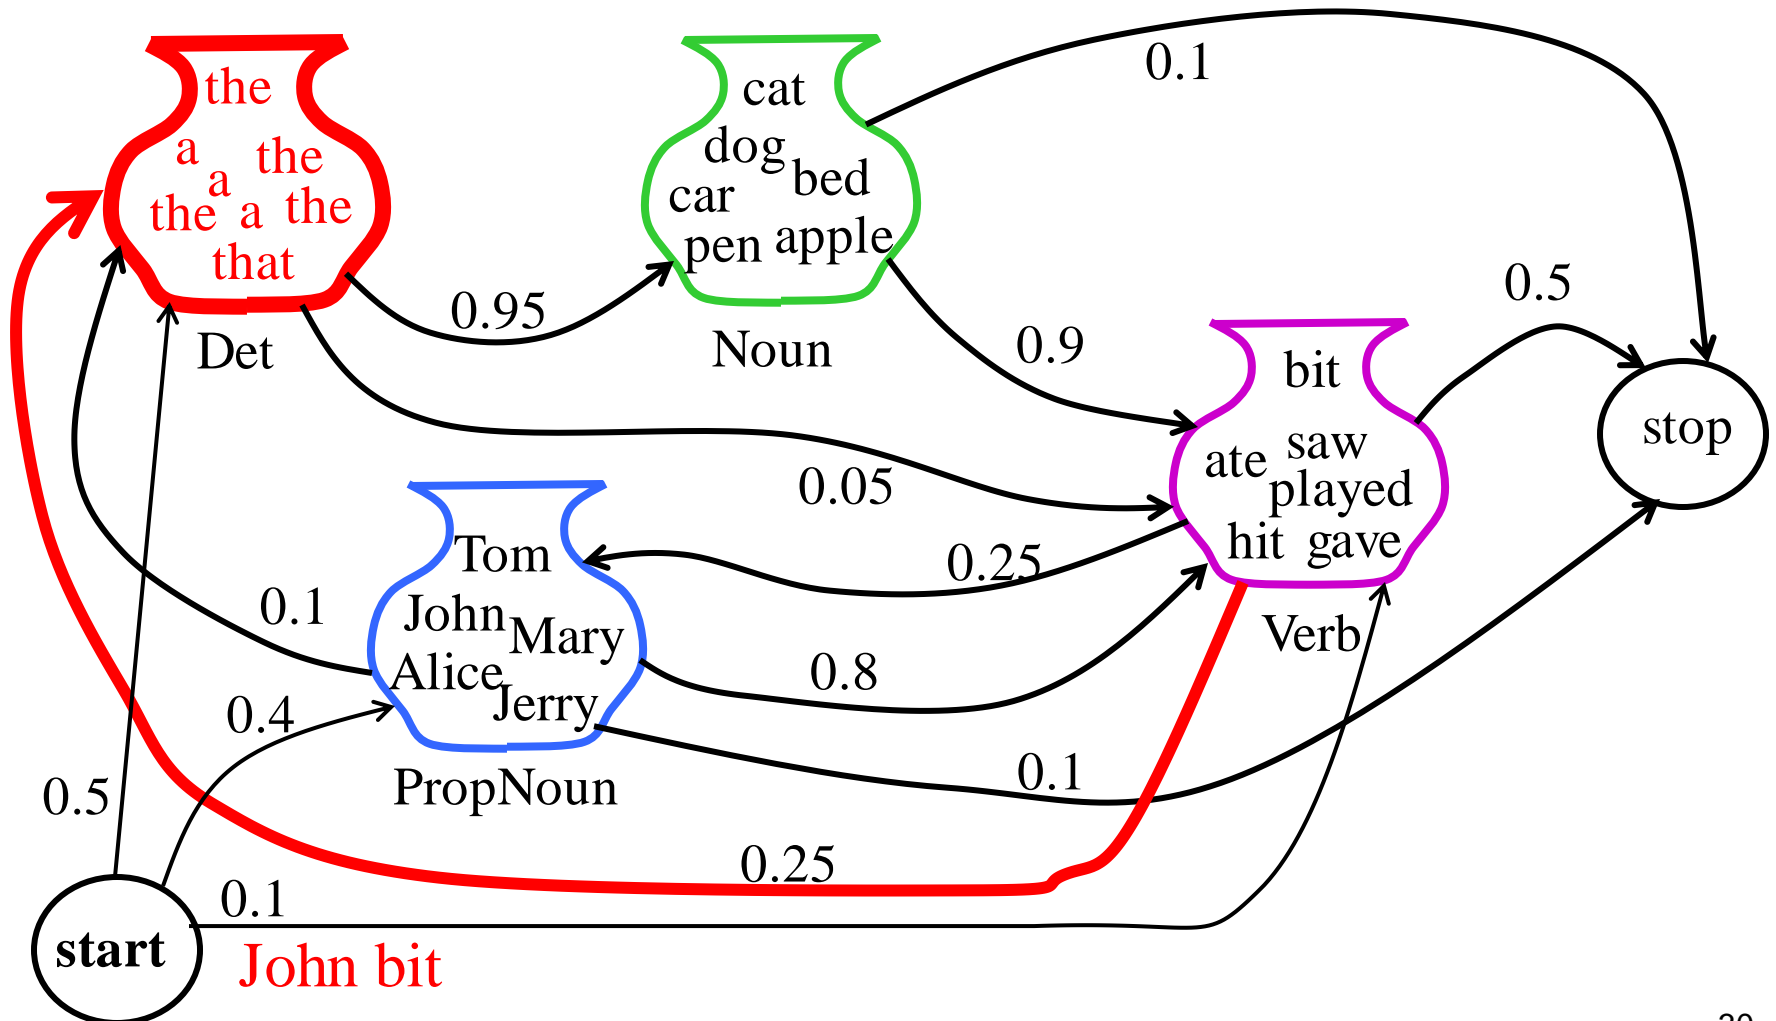 the
a the
a
the a the
that
Det
0.95
cat
dog
bed
car
pen apple
Noun
0.1
0.9
0.5
bit
saw
ate
played
hit gave
Verb
stop
0.05
0.25
Tom
John
Mary
Alice
Jerry
PropNoun
0.1
0.8
0.4
0.1
0.5
0.25
0.1
start
John bit